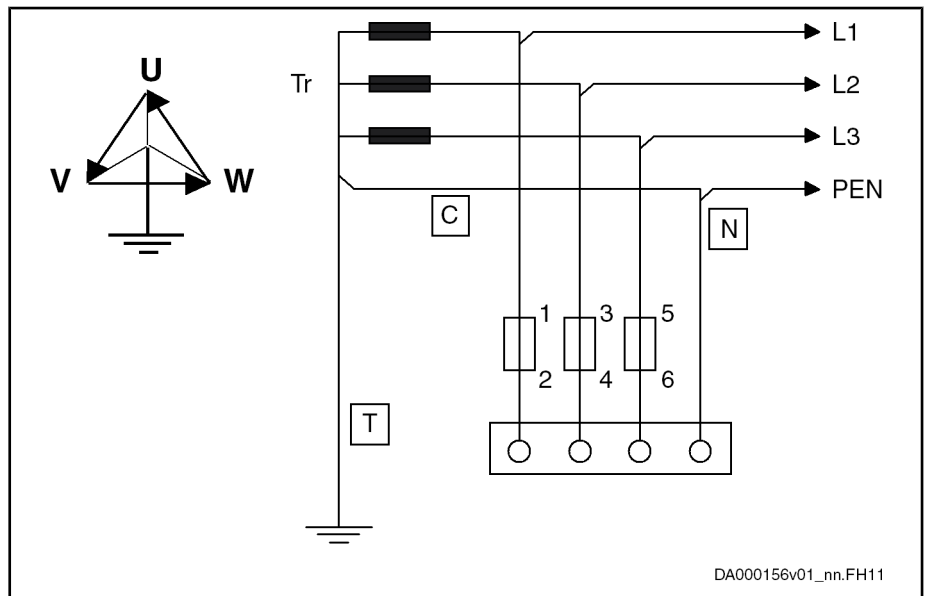 U
V W
Tr
L1
L2
L3
PEN
C
N
1 3 5
2 4 6
T
DA000156v01_nn.FH11